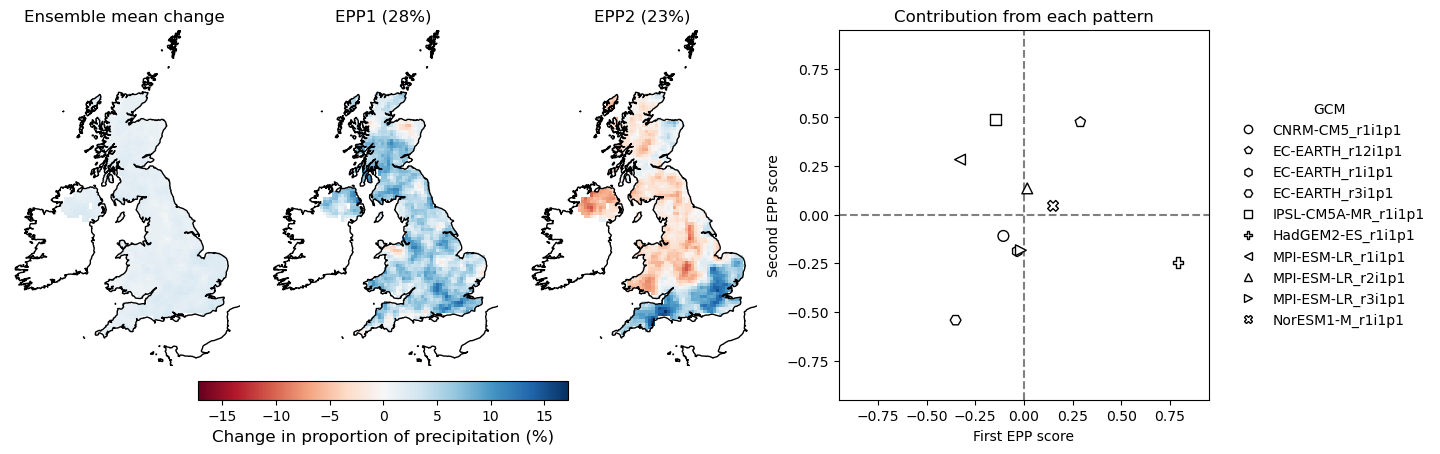 Ensemble mean change
EPP1 (28%)
EPP2 (23%)
Contribution from each pattern
−15 −10 −5 0 5 10 15
Change in proportion of precipitation (%)
Second EPP score
0.75
0.50
0.25
0.00
−0.25
−0.50
−0.75
−0.75 −0.50 −0.25 0.00 0.25 0.50 0.75
First EPP score
GCM
CNRM-CM5_r1i1p1
EC-EARTH_r12i1p1
EC-EARTH_r1i1p1
EC-EARTH_r3i1p1
IPSL-CM5A-MR_r1i1p1
HadGEM2-ES_r1i1p1
MPI-ESM-LR_r1i1p1
MPI-ESM-LR_r2i1p1
MPI-ESM-LR_r3i1p1
NorESM1-M_r1i1p1